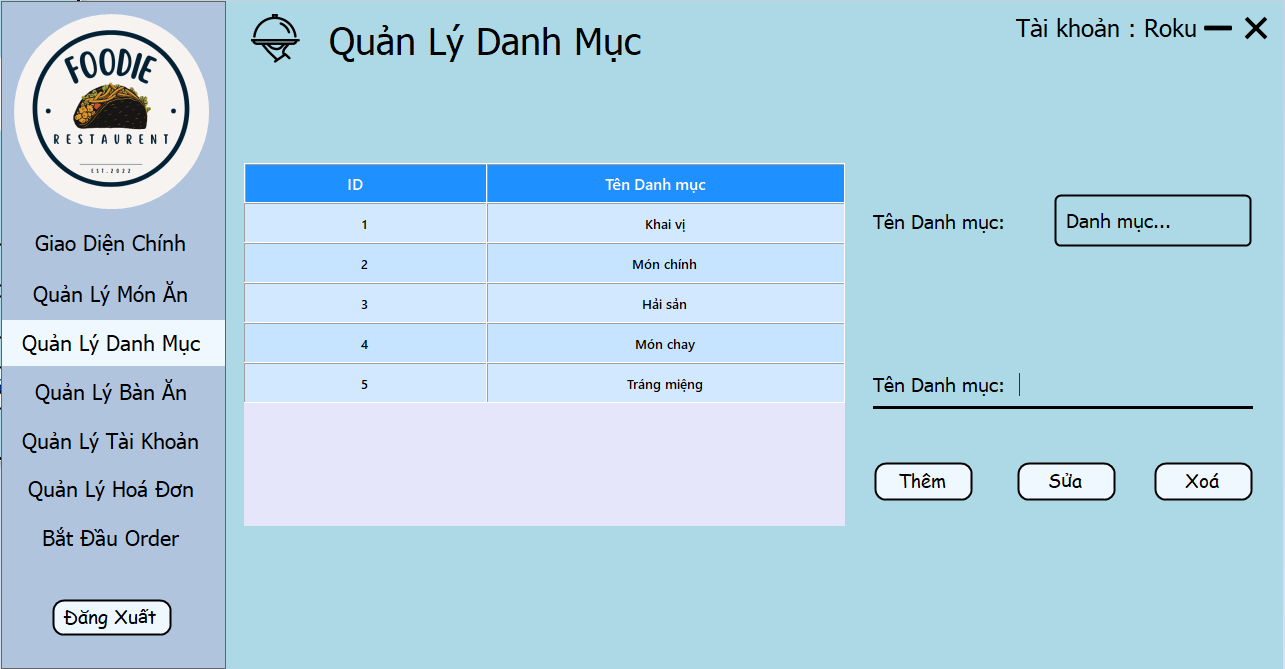 FOODIE
RESTAURENT
EST.2022
Giao Diện Chính
Quản Lý Món Ăn
Quản Lý Danh Mục
Quản Lý Bàn Ăn
Quản Lý Tài Khoản
Quản Lý Hoá Đơn
Bắt Đầu Order
Đăng Xuất
Quản Lý Danh Mục
Tài khoản : Roku
ID Tên Danh mục
1 Khai vị
2 Món chính
3 Hải sản
4 Món chay
5 Tráng miệng
Tên Danh mục: Danh mục...
Tên Danh mục:
Thêm Sửa Xoá